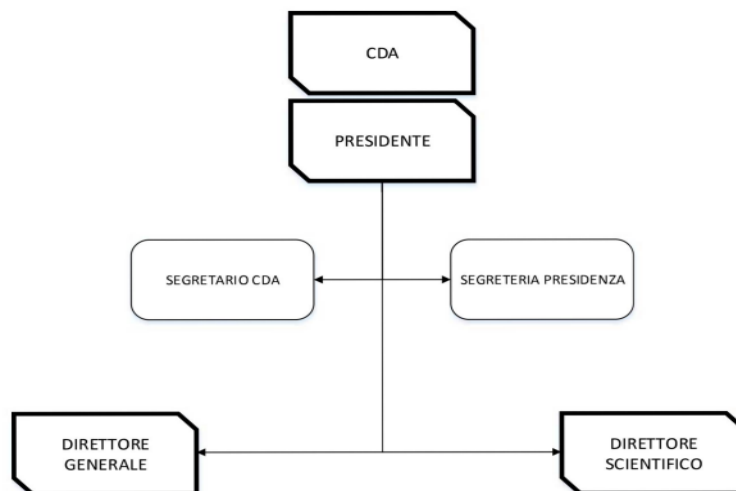 CDA
PRESIDENTE
SEGRETARIO CDA
SEGRETERIA PRESIDENZA
DIRETTORE
GENERALE
DIRETTORE
SCIENTIFICO